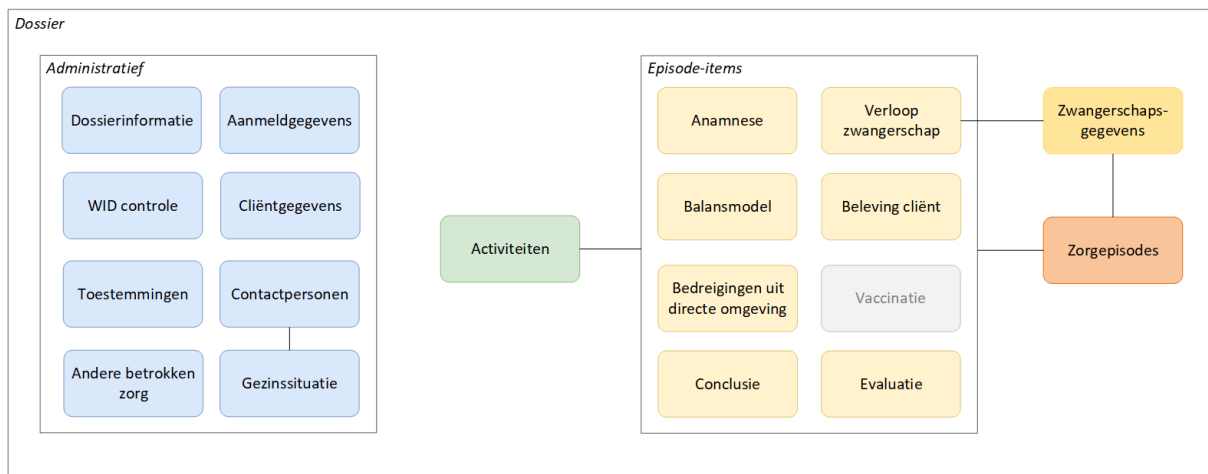 Dossier
Administratief
Dossierinformatie
Aanmeldgegevens
WID controle
Cliëntgegevens
Toestemmingen
Contactpersonen
Andere betrokken
zorg
Gezinssituatie
Activiteiten
Episode-items
Anamnese
Verloop
zwangerschap
Balansmodel
Beleving cliënt
Bedreigingen uit
directe omgeving
Vaccinatie
Conclusie
Evaluatie
Zwangerschaps-
gegevens
Zorgepisodes